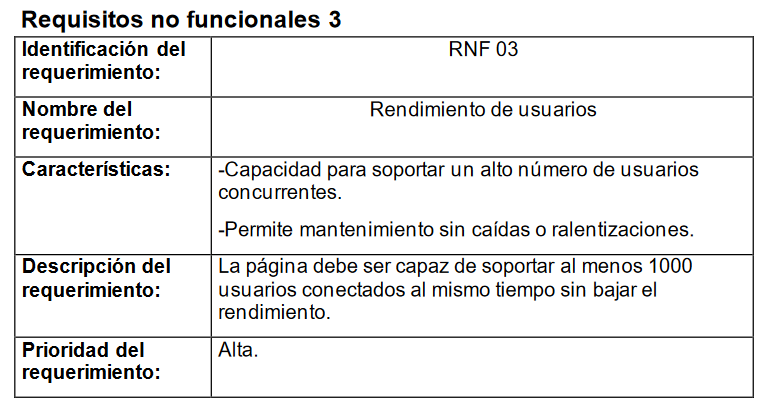 Requisitos no funcionales 3
Identificación del
requerimiento:
RNF 03
Nombre del
requerimiento:
Rendimiento de usuarios
Características:
-Capacidad para soportar un alto número de usuarios
concurrentes.
-Permite mantenimiento sin caídas o ralentizaciones.
Descripción del
requerimiento:
La página debe ser capaz de soportar al menos 1000
usuarios conectados al mismo tiempo sin bajar el
rendimiento.
Prioridad del
requerimiento:
Alta.